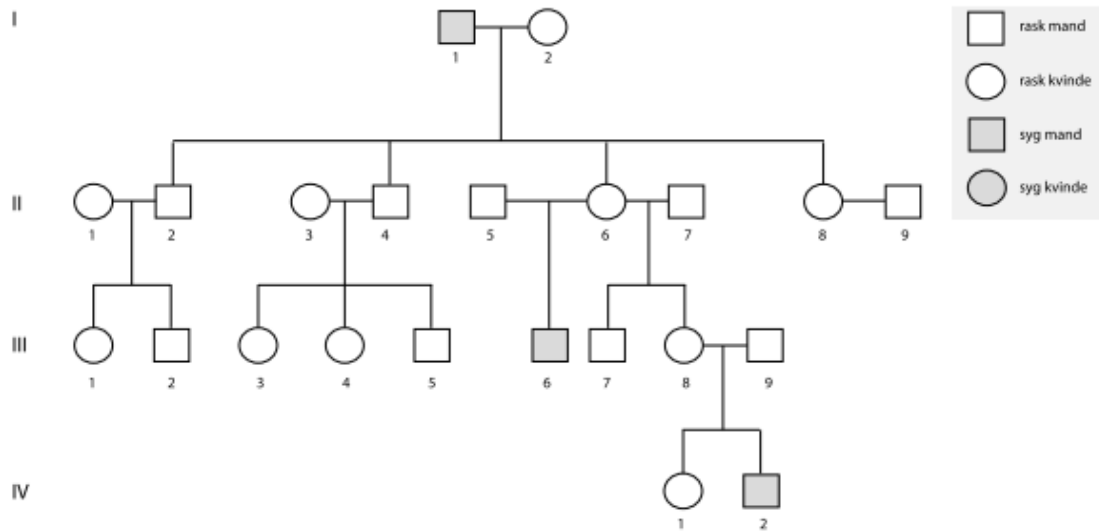 I
1 2
rask mand
rask kvinde
syg mand
syg kvinde
II
1 2 3 4 5 6 7 8 9
III
1 2 3 4 5 6 7 8 9
IV
1 2